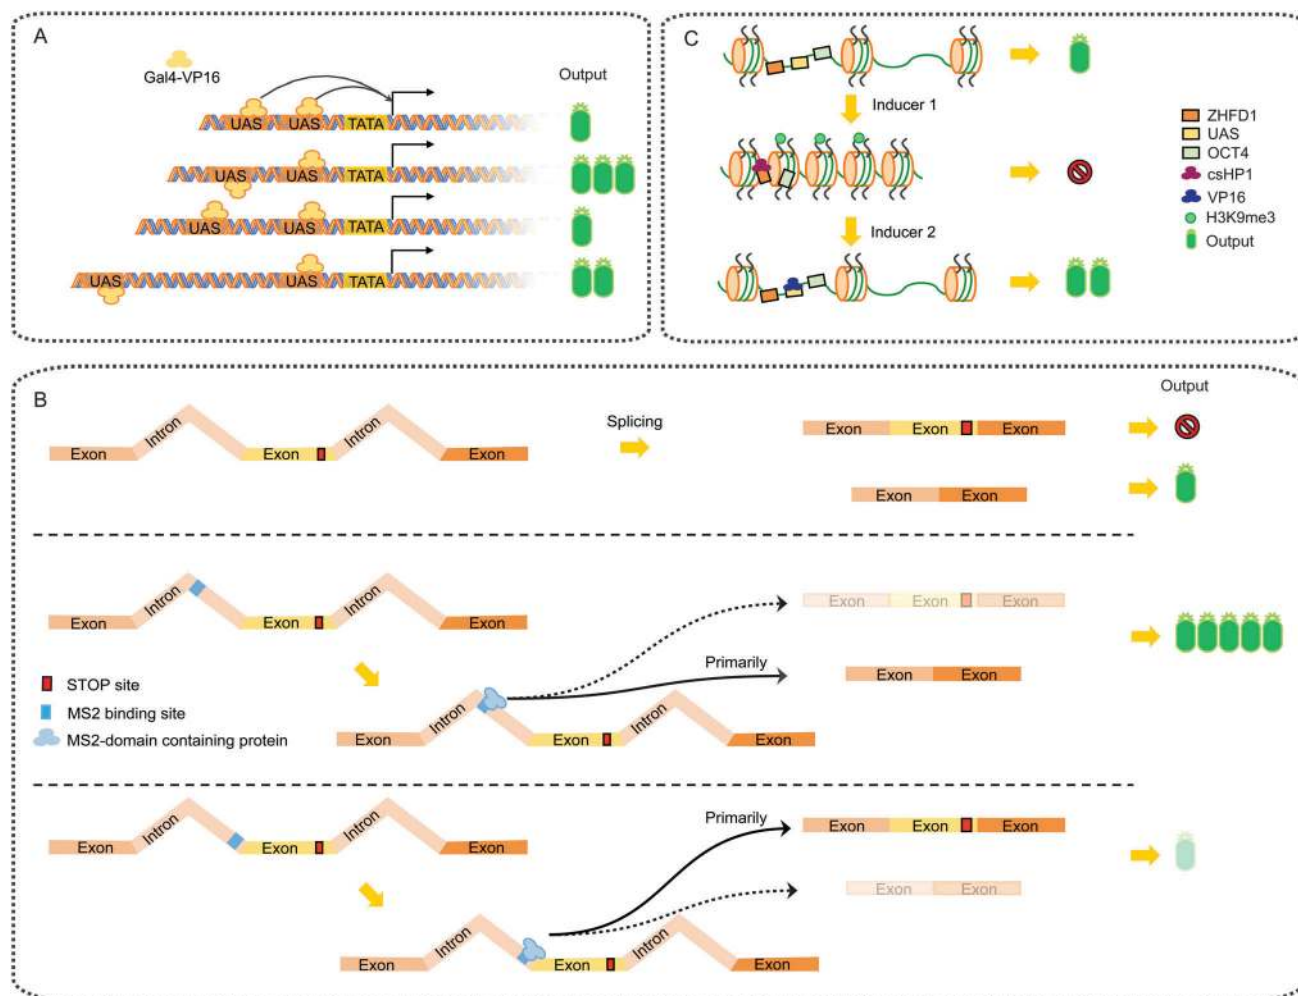 A
Gal4-VP16
Output
UAS UAS TATA
UAS UAS TATA
UAS UAS TATA
UAS UAS TATA
C
Inducer 1
Inducer 2
ZHFD1
UAS
OCT4
csHP1
VP16
H3K9me3
Output
B
Output
Exon Intron Exon Intron Exon
Splicing
Exon Exon Exon
Exon Exon
Exon Intron Exon Intron Exon
Exon Exon Exon
Primarily
Exon Exon
STOP site
MS2 binding site
MS2-domain containing protein
Exon Intron Exon Intron Exon
Exon Intron Exon Intron Exon
Primarily
Exon Exon Exon
Exon Exon
Exon Intron Exon Intron Exon